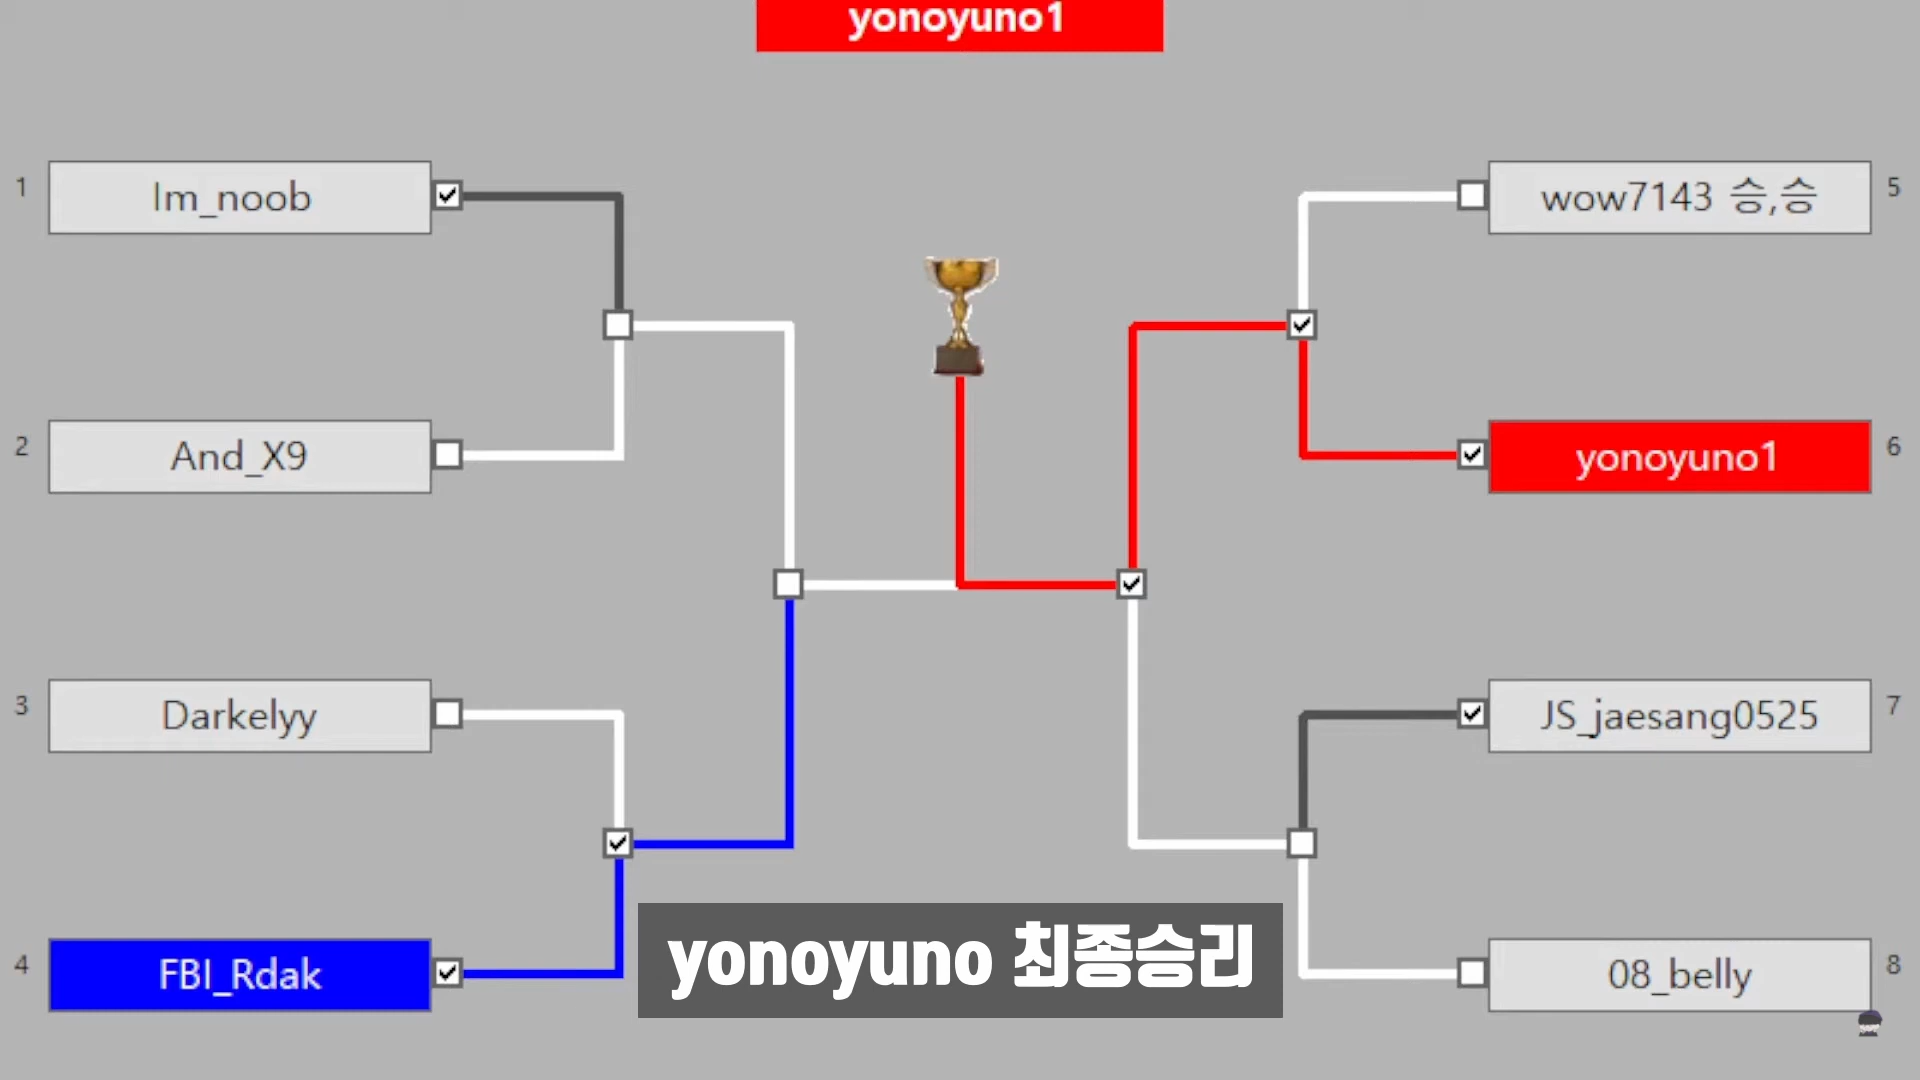 yonoyuno1
1
Im_noob
2
And_X9
3
Darkelyy
4
FBI_Rdak
wow7143 승,승
5
yonoyuno1
6
JS_jaesang0525
7
08_belly
8
yonoyuno 최종승리